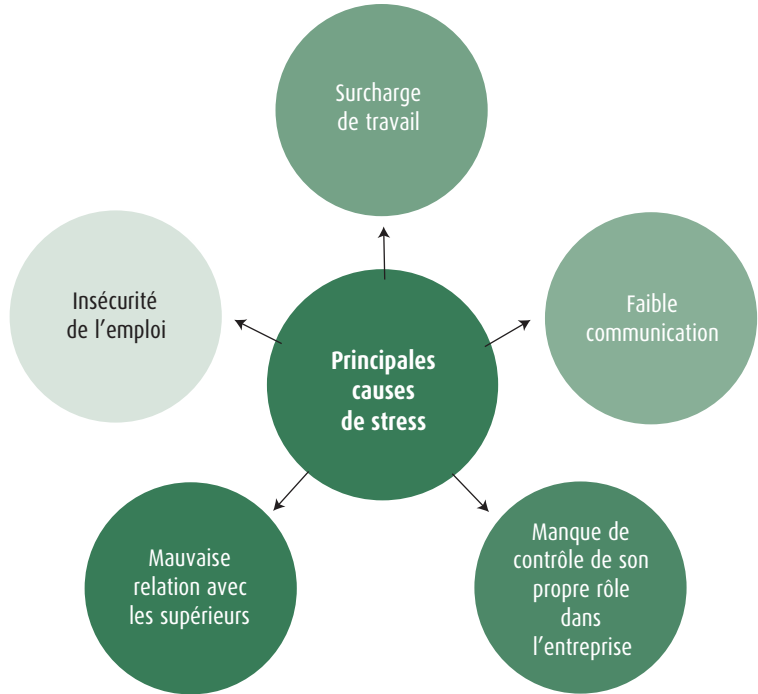 Surcharge
de travail
Insécurité
de l'emploi
Faible
communication
Principales
causes
de stress
Mauvaise
relation avec
les supérieurs
Manque de
contrôle de son
propre rôle
dans
l'entreprise